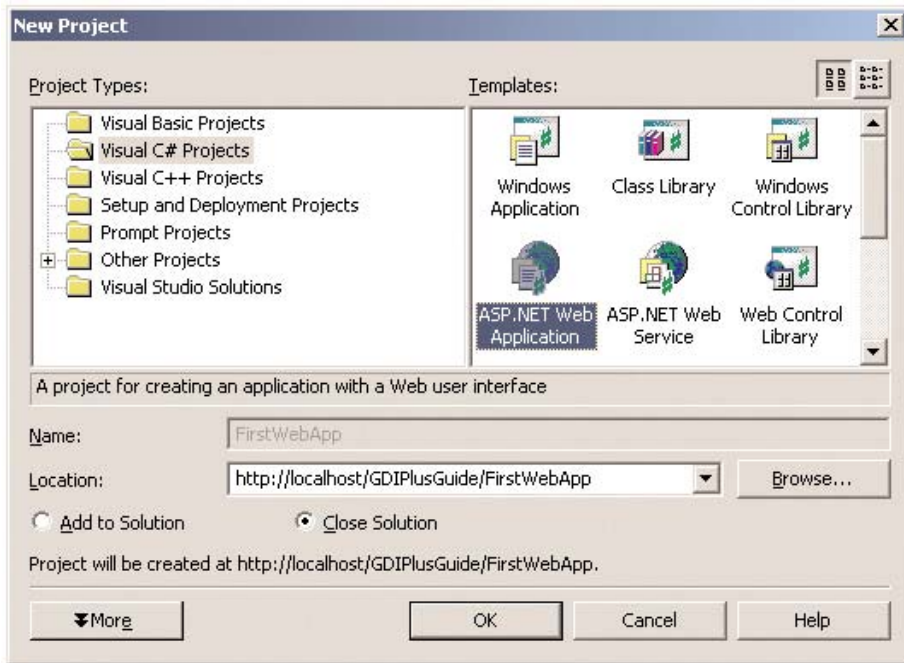 New Project
Project Types:
Visual Basic Projects
Visual C# Projects
Visual C++ Projects
Setup and Deployment Projects
Prompt Projects
Other Projects
Visual Studio Solutions
Templates:
Windows
Application
Class Library
Windows
Control Library
ASP.NET Web
Application
ASP.NET Web
Service
Web Control
Library
A project for creating an application with a Web user interface
Name:
FirstWebApp
Location:
http://localhost/GDIPlusGuide/FirstWebApp
Browse...
Add to Solution
Close Solution
Project will be created at http://localhost/GDIPlusGuide/FirstWebApp.
More
OK
Cancel
Help